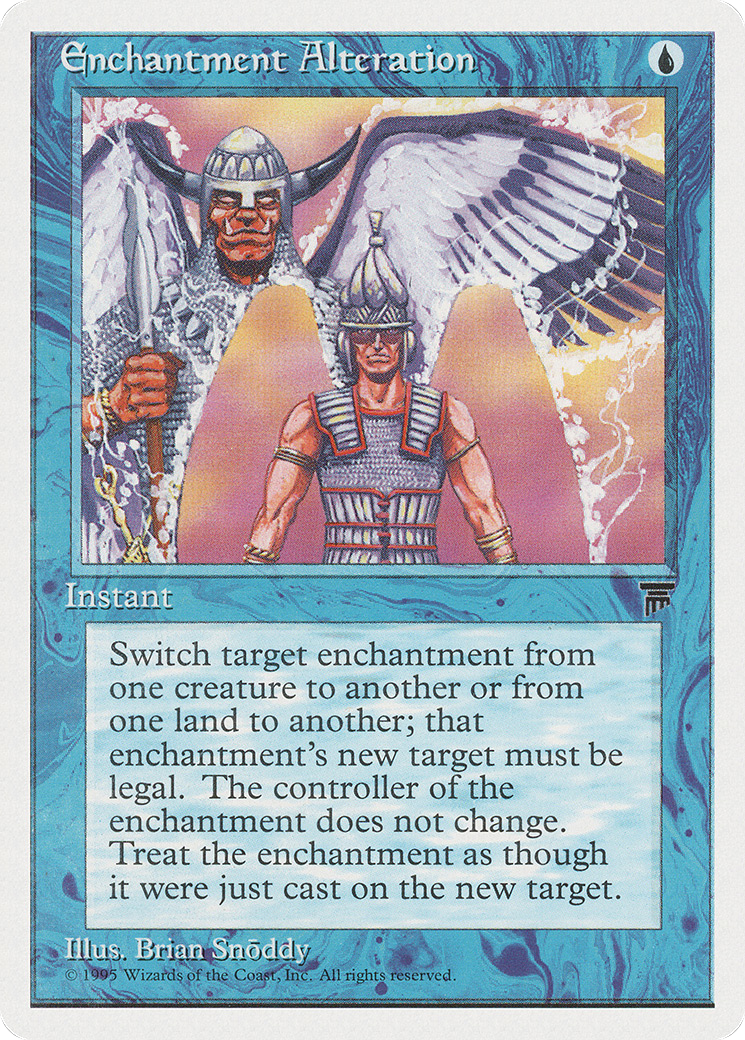 Enchantment Alteration
Instant
Switch target enchantment from
one creature to another or from
one land to another; that
enchantment's new target must be
legal. The controller of the
enchantment does not change.
Treat the enchantment as though
it were just cast on the new target.
Illus. Brian Snōddy
© 1995 Wizards of the Coast, Inc. All rights reserved.